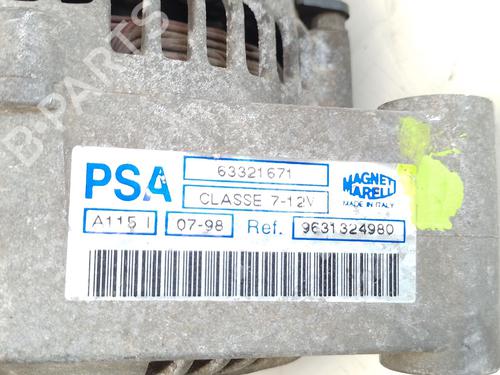 B-PARTS
PSA
63321671
CLASSE 7-12V
MAGNETI
MARELLI
MADE IN ITALY
A115 I
07-98
Ref.
9631324980